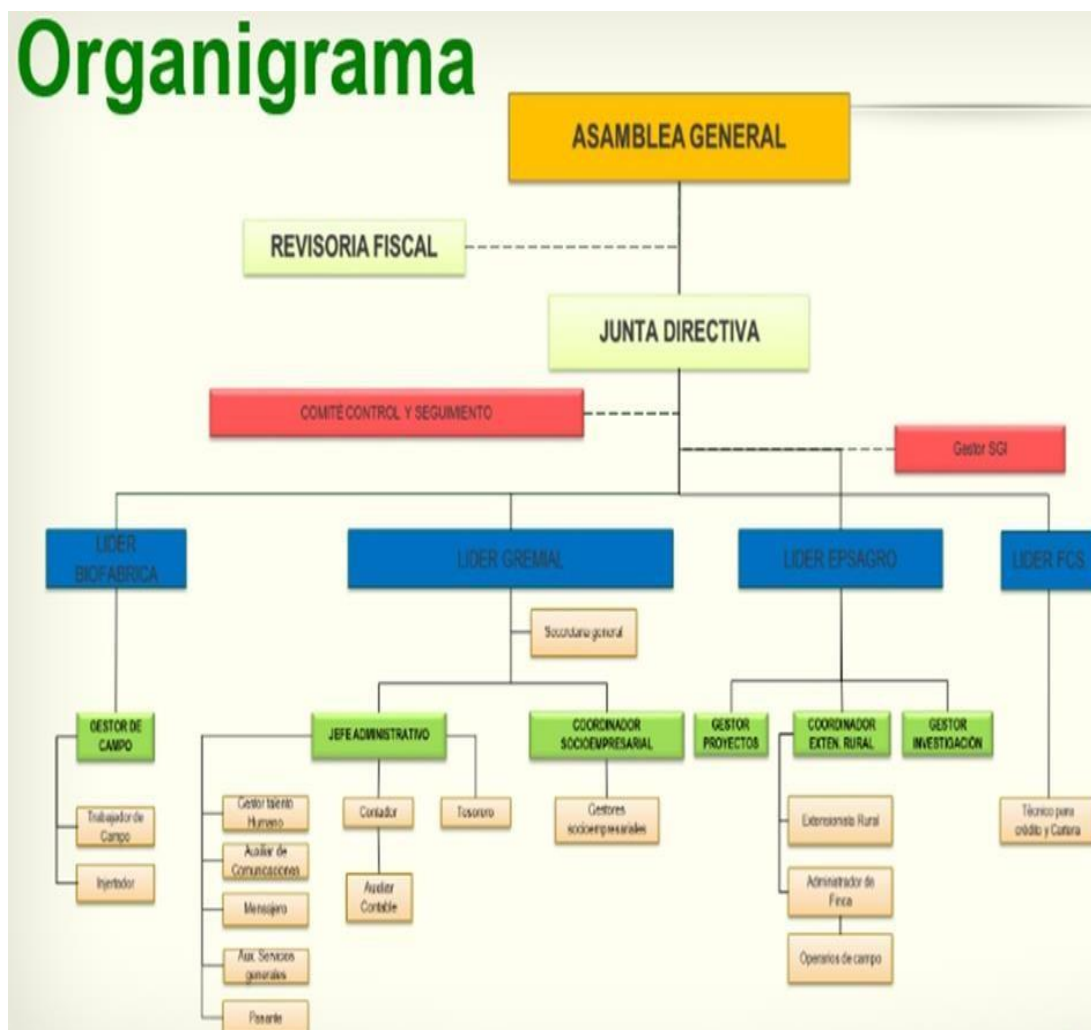 Organigrama
ASAMBLEA GENERAL
REVISORIA FISCAL
JUNTA DIRECTIVA
COMITÉ CONTROL Y SEGUIMIENTO
Gestor SGI
LIDER
BIOFABRICA
LIDER GREMIAL
LIDER EPSAGRO
LIDER FCS
Secretaria general
GESTOR DE
CAMPO
JEFE ADMINISTRATIVO
COORDINADOR
SOCIOEMPRESARIAL
GESTOR
PROYECTOS
COORDINADOR
EXTEN. RURAL
GESTOR
INVESTIGACIÓN
Trabajador de
Campo
Injertador
Gestor talento
Humano
Auxiliar de
Comunicaciones
Mensajero
Aux. Servicios
generales
Pasante
Contador
Auxiliar
Contable
Tesorero
Gestores
socioempresariales
Extensionista Rural
Administrador de
Finca
Operarios de campo
Técnico para
crédito y Cartera